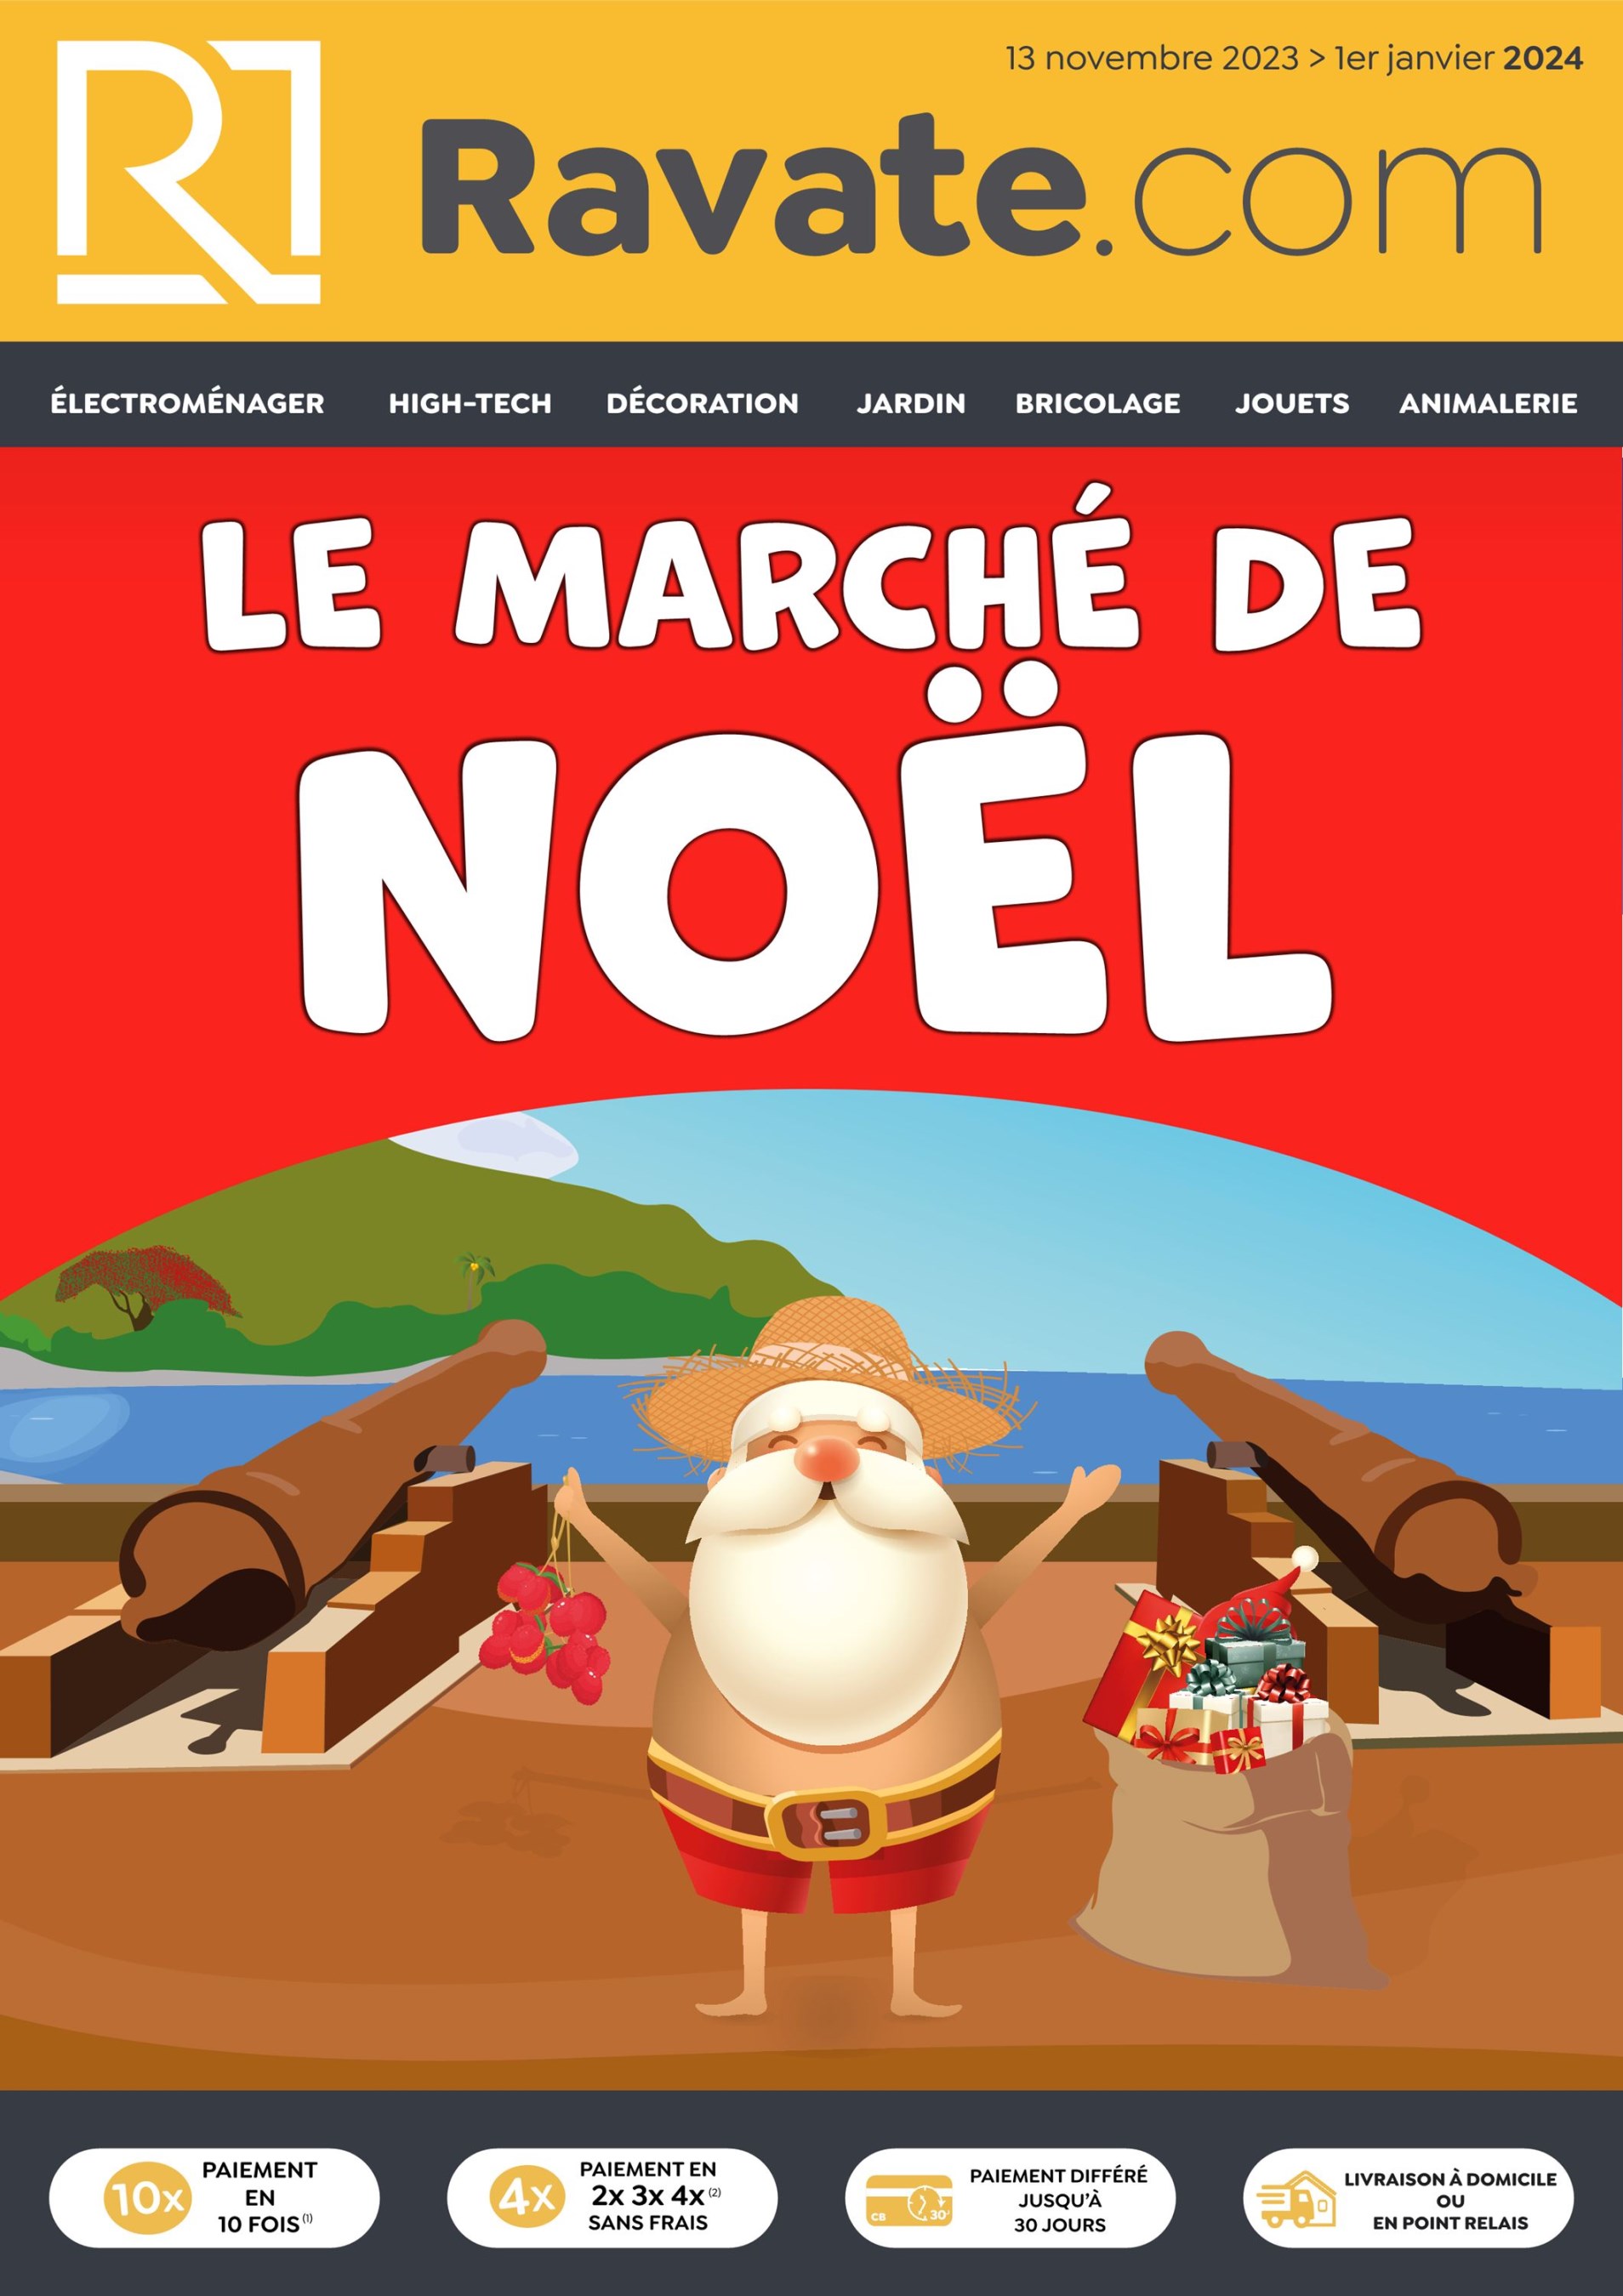 13 novembre 2023 > 1er janvier 2024
Ravate.com
ÉLECTROMÉNAGER HIGH-TECH DÉCORATION JARDIN BRICOLAGE JOUETS ANIMALERIE
LE MARCHÉ DE
NOËL
10x
PAIEMENT
EN
10 FOIS (1)
4x
PAIEMENT EN
2x 3x 4x (2)
SANS FRAIS
CB
30
PAIEMENT DIFFÉRÉ
JUSQU'À
30 JOURS
LIVRAISON À DOMICILE
OU
EN POINT RELAIS